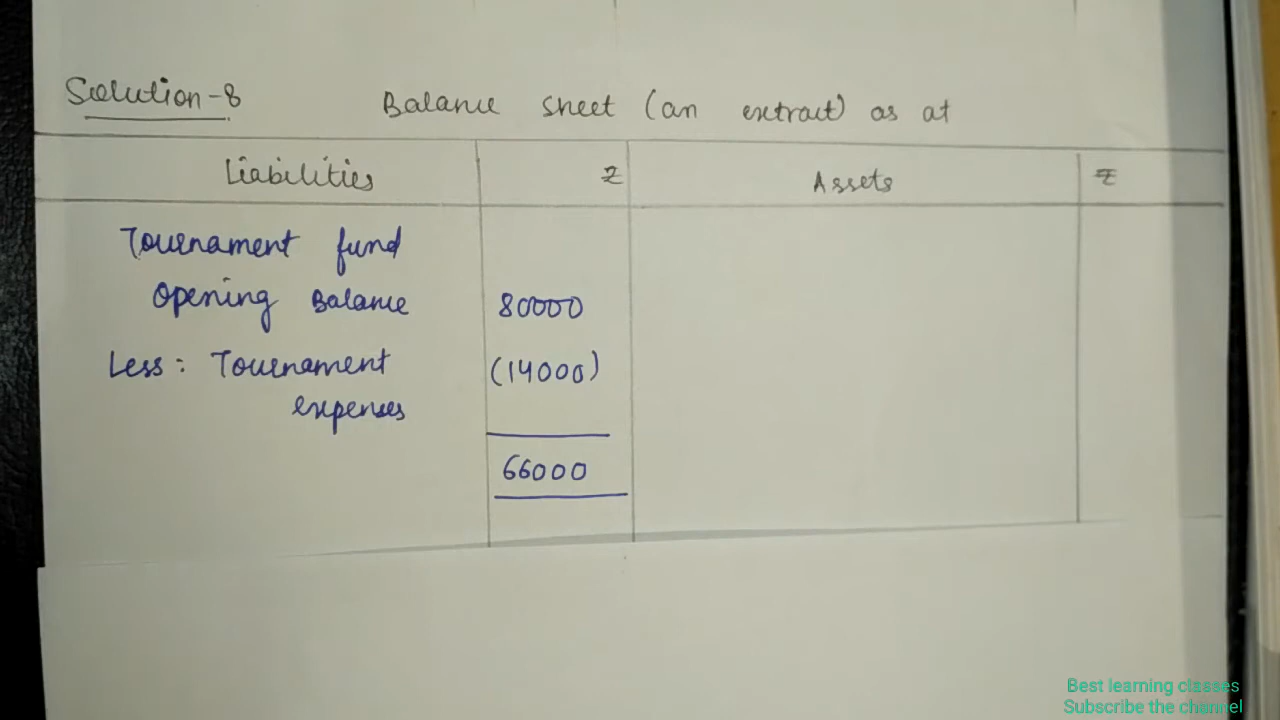 Solution-8 Balance sheet (an extrait) as at
Liabilities ₹ Assets ₹
Tournament fund
opening Balance 80000
Less: Tournament (14000)
expenses
66000
Best learning classes
Subscribe the channel